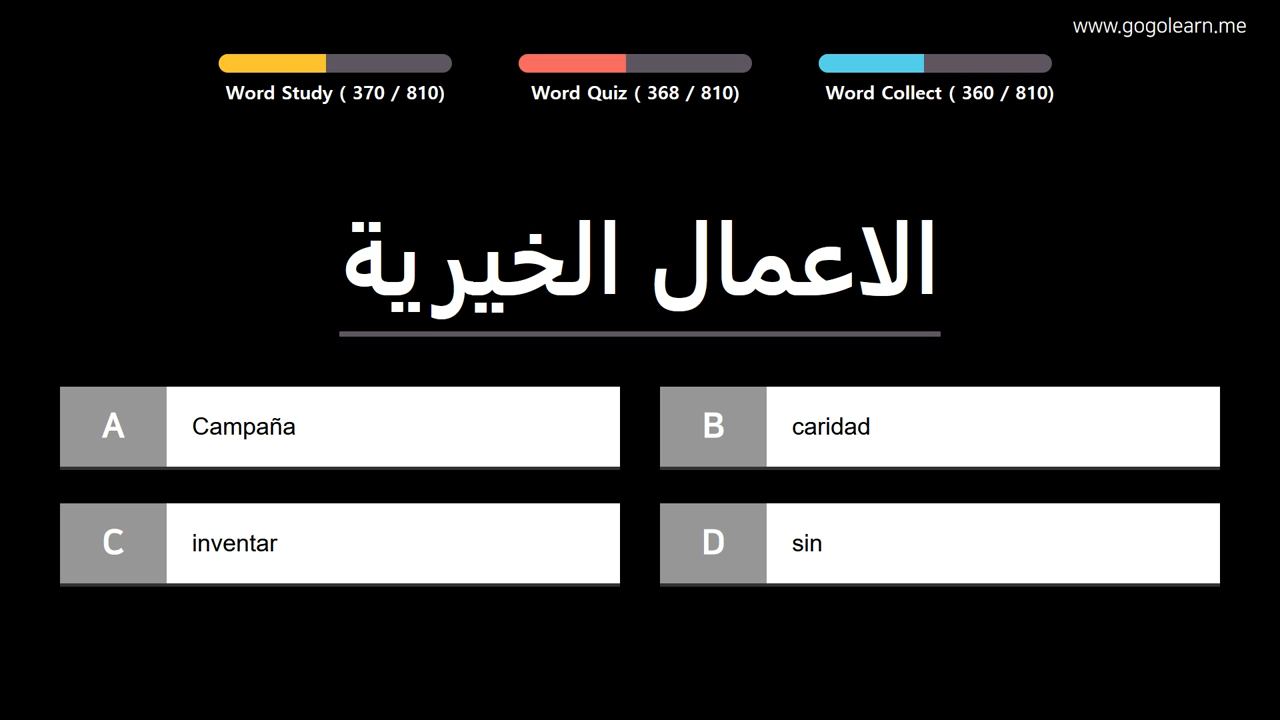 www.gogolearn.me
Word Study ( 370 / 810)
Word Quiz ( 368 / 810)
Word Collect ( 360 / 810)
الاعمال الخيرية
A Campaña
B caridad
C inventar
D sin